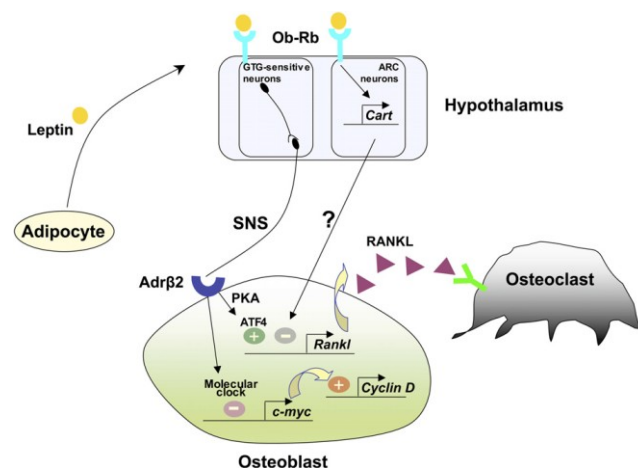 Ob-Rb
GTG-sensitive
neurons
ARC
neurons
Cart
Hypothalamus
Leptin
Adipocyte
SNS
?
RANKL
Osteoclast
Adrβ2
PKA
ATF4
+
-
Rankl
Molecular
clock
-
c-myc
+
Cyclin D
Osteoblast